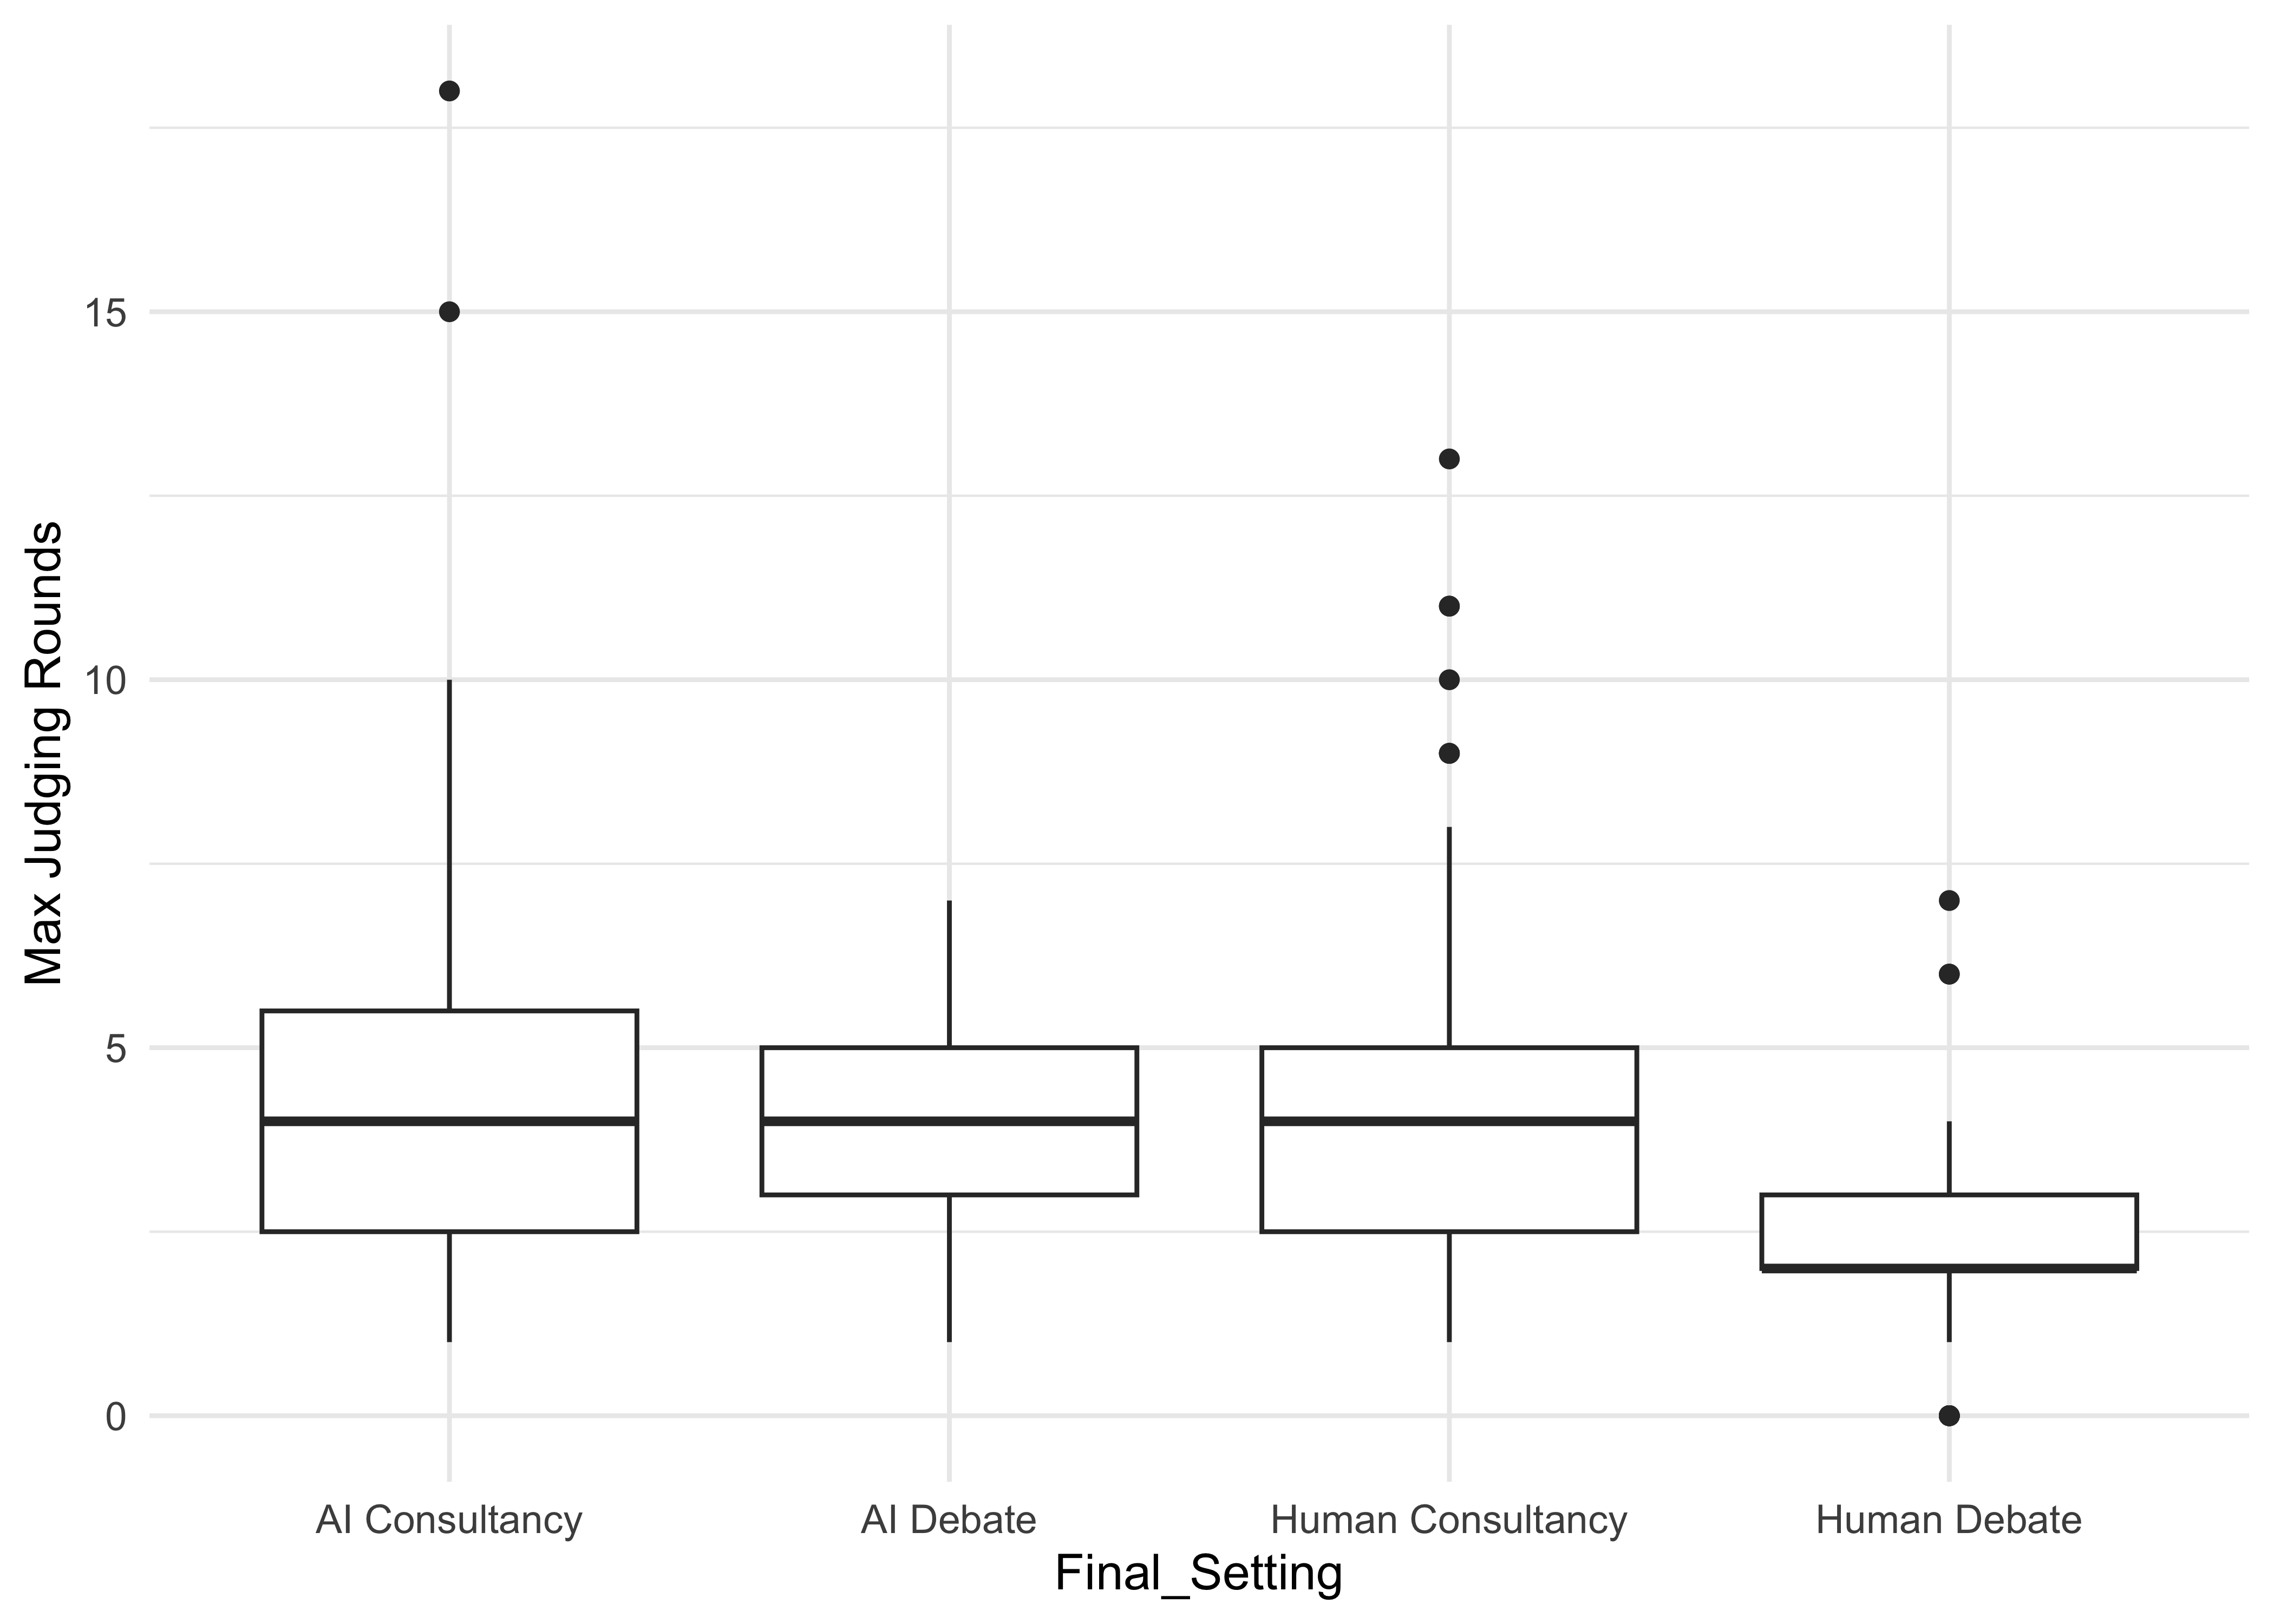 Max Judging Rounds
15
10
5
0
AI Consultancy
AI Debate
Human Consultancy
Human Debate
Final_Setting